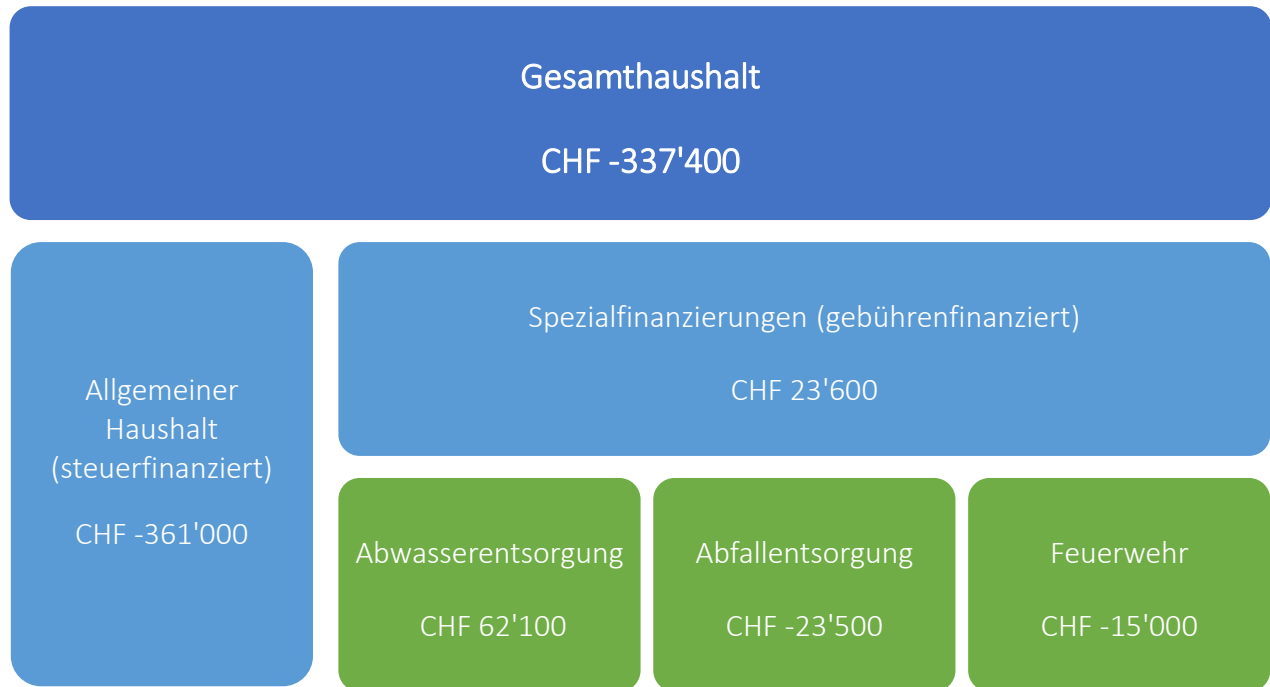 Gesamthaushalt
CHF -337'400
Allgemeiner
Haushalt
(steuerfinanziert)
CHF -361'000
Spezialfinanzierungen (gebührenfinanziert)
CHF 23'600
Abwasserentsorgung
CHF 62'100
Abfallentsorgung
CHF -23'500
Feuerwehr
CHF -15'000